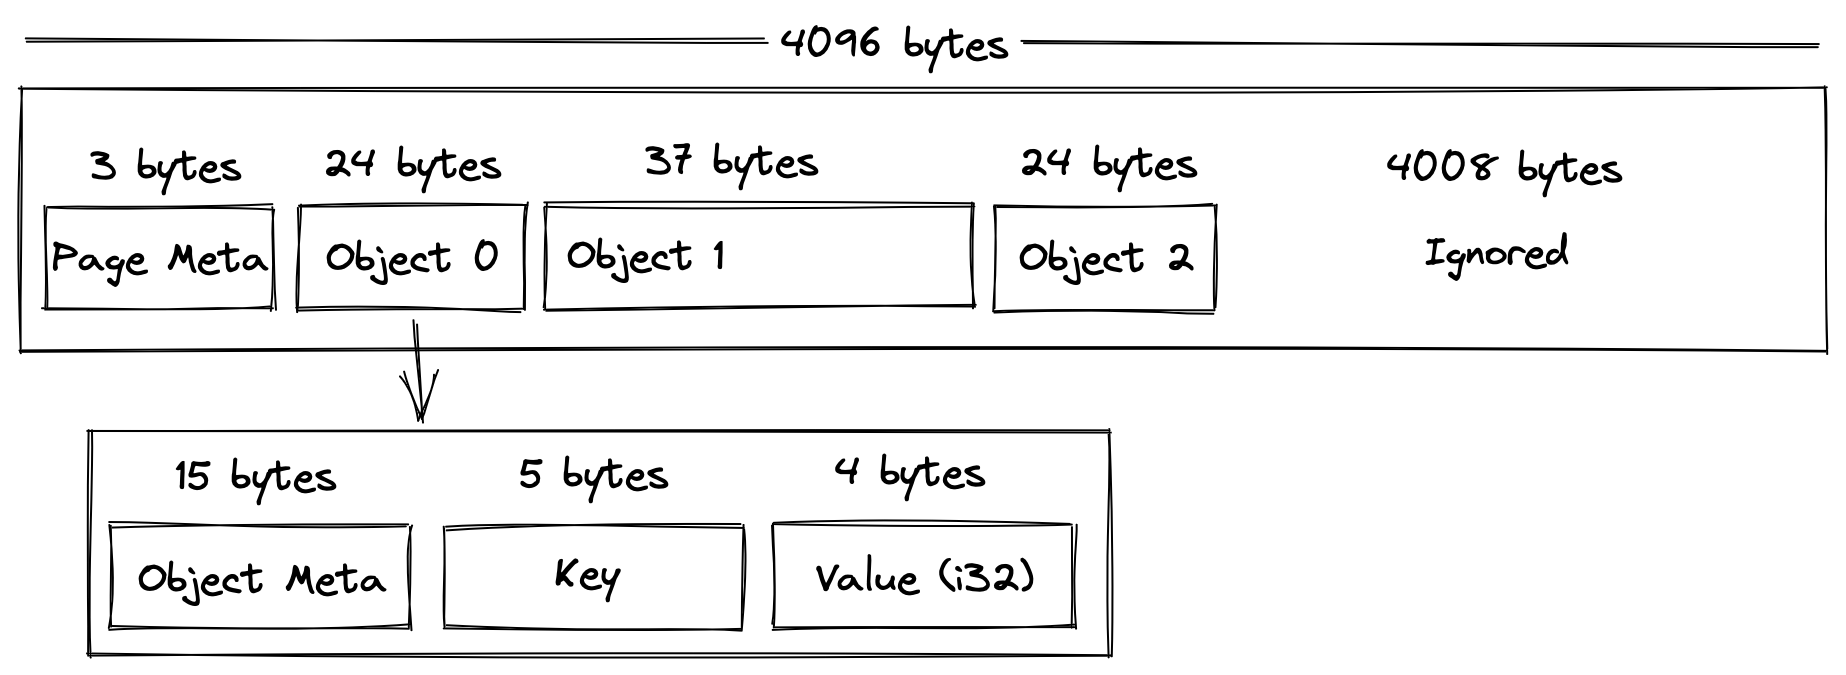 4096 bytes
3 bytes
24 bytes
37 bytes
24 bytes
4008 bytes
Page Meta
Object 0
Object 1
Object 2
Ignored
15 bytes
5 bytes
4 bytes
Object Meta
Key
Value (i32)